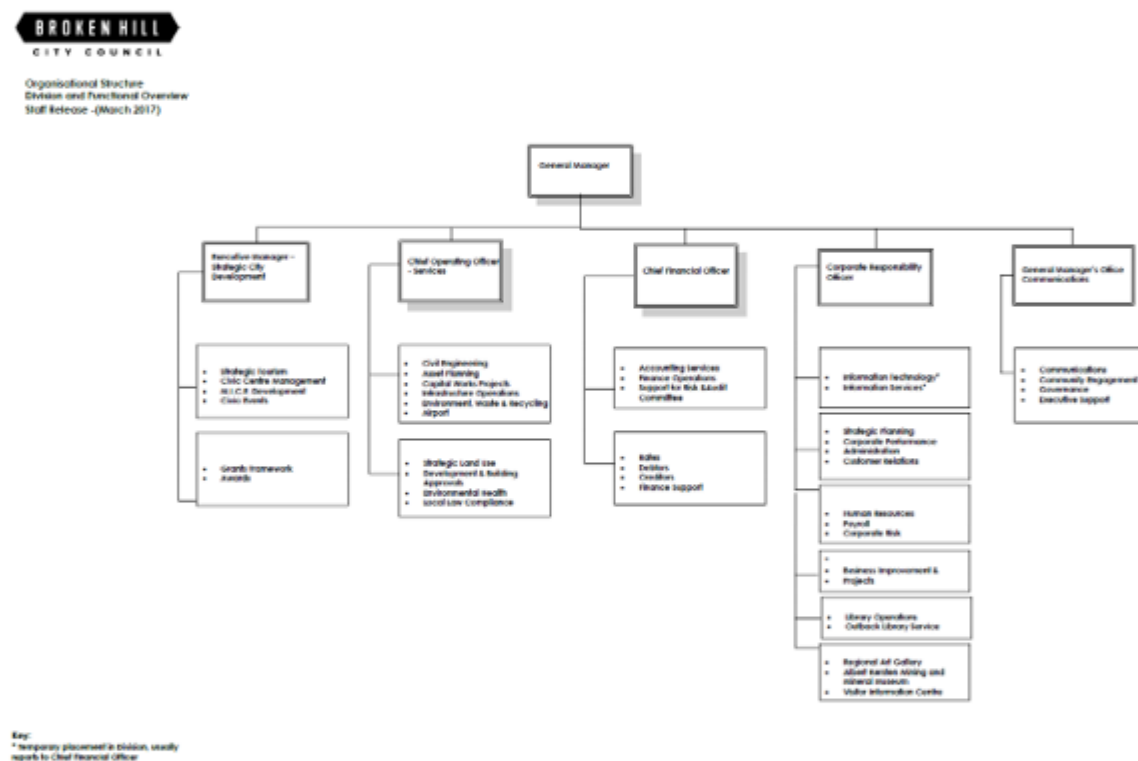 BROKEN HILL
CITY COUNCIL
Organisational Structure
Division and Functional Overview
Staff Release -(March 2017)
General Manager
Executive Manager –
Strategic City
Development
Chief Operating Officer
- Services
Chief Financial Officer
Corporate Responsibility
Officer
General Manager's Office
Communications
• Strategic Tourism
• Civic Centre Management
• Development
• Civic Events
• Grants Framework
• Awards
• Civil Engineering
• Asset Planning
• Capital Works Projects
• Infrastructure Operations
• Environment, Waste & Recycling
• Airport
• Strategic Land Use
• Development & Building
Approvals
• Environmental Health
• Local Law Compliance
• Accounting Services
• Finance Operations
• Support for Risk & Audit
Committee
• Rates
• Debtors
• Creditors
• Finance Support
• Information Technology*
• Information Services*
• Strategic Planning
• Corporate Performance
• Administration
• Customer Relations
• Human Resources
• Payroll
• Corporate Risk
•
• Business Improvement &
• Projects
• Library Operations
• Outback Library Service
• Regional Art Gallery
• Albert Kersten Mining and
Mineral Museum
• Visitor Information Centre
• Communications
• Community Engagement
• Governance
• Executive Support
Key:
* Temporary placement in Division, usually
reports to Chief Financial Officer